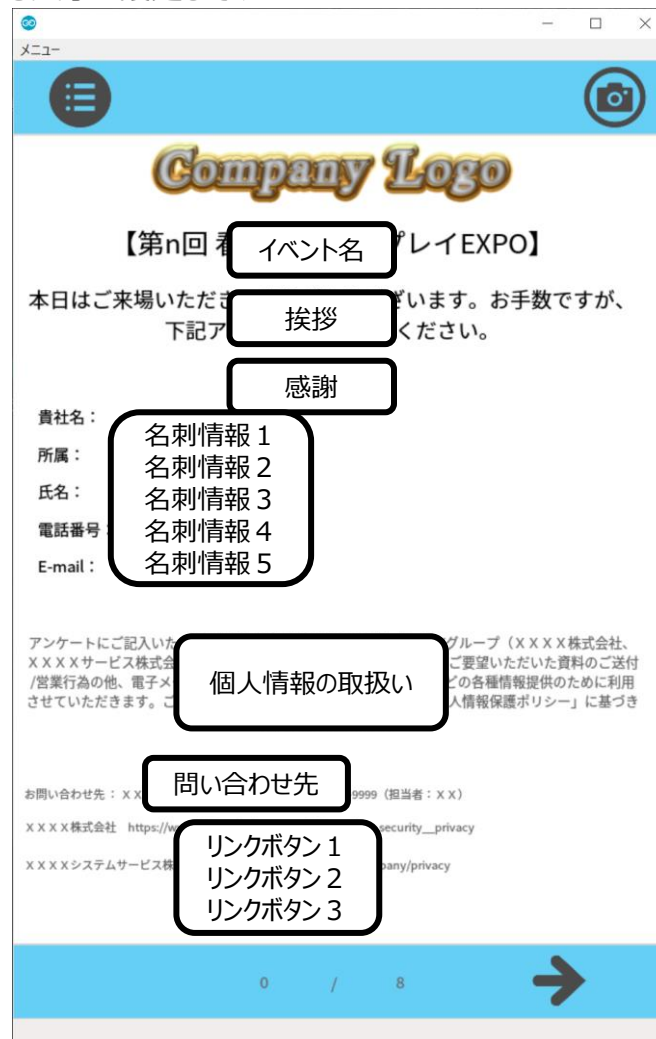 メニュー
Company Logo
【第n回 イベント名 プレイEXPO】
本日はご来場いただき 挨拶 ざいます。お手数ですが、
下記ア ください。
感謝
貴社名：
名刺情報１
所属：
名刺情報２
氏名：
名刺情報３
電話番号：
名刺情報４
E-mail：
名刺情報５
アンケートにご記入いた グループ（ＸＸＸＸ株式会社、
ＸＸＸＸサービス株式会 ご要望いただいた資料のご送付
個人情報の取扱い
/営業行為の他、電子メ どの各種情報提供のために利用
させていただきます。ご 人情報保護ポリシー」に基づき
問い合わせ先
お問い合わせ先：ＸＸ 9999（担当者：ＸＸ）
ＸＸＸＸ株式会社 https://w security__privacy
リンクボタン１
ＸＸＸＸシステムサービス株 pany/privacy
リンクボタン２
リンクボタン３
0 / 8